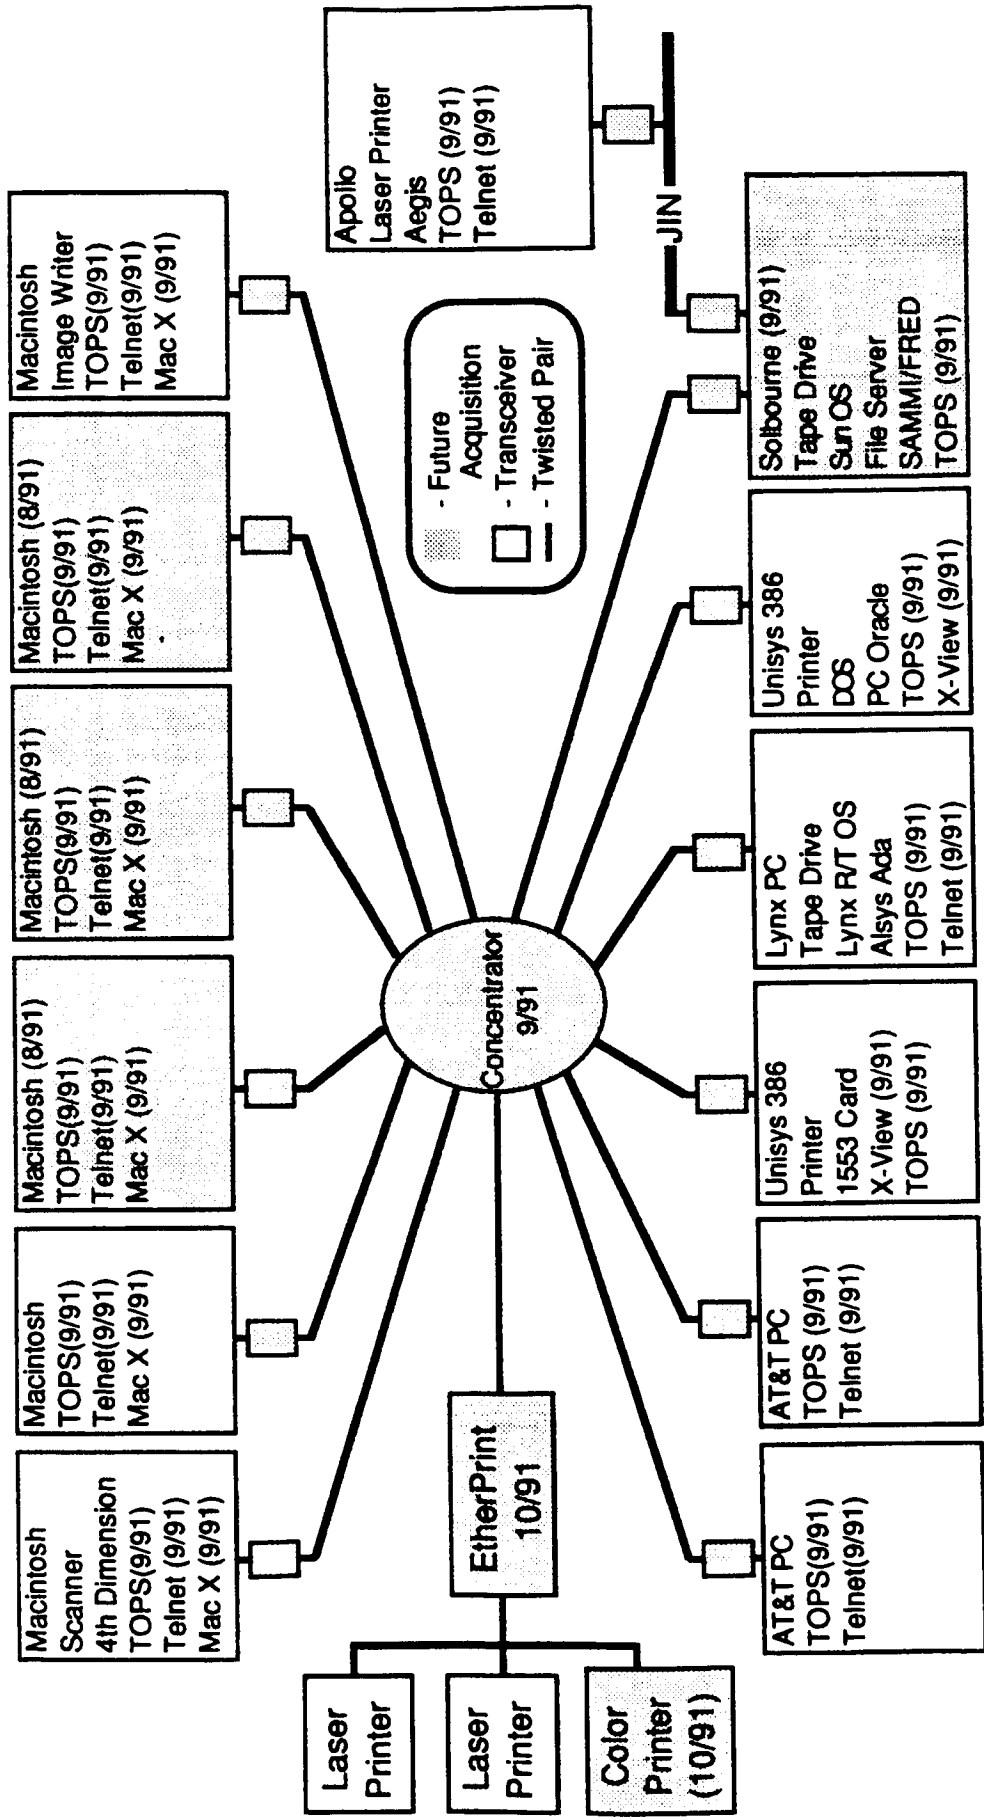 Macintosh
Scanner
4th Dimension
TOPS(9/91)
Telnet (9/91)
Mac X (9/91)
Macintosh
TOPS(9/91)
Telnet(9/91)
Mac X (9/91)
Macintosh (8/91)
TOPS(9/91)
Telnet(9/91)
Mac X (9/91)
Macintosh (8/91)
TOPS(9/91)
Telnet(9/91)
Mac X (9/91)
Macintosh (8/91)
TOPS(9/91)
Telnet(9/91)
Mac X (9/91)
Macintosh
Image Writer
TOPS(9/91)
Telnet(9/91)
Mac X (9/91)
Laser
Printer
Laser
Printer
Color
Printer
(10/91)
EtherPrint
10/91
Concentrator
9/91
- Future
Acquisition
- Transceiver
- Twisted Pair
Apollo
Laser Printer
Aegis
TOPS (9/91)
Telnet (9/91)
JIN
AT&T PC
TOPS(9/91)
Telnet(9/91)
AT&T PC
TOPS (9/91)
Telnet (9/91)
Unisys 386
Printer
1553 Card
X-View (9/91)
TOPS (9/91)
Lynx PC
Tape Drive
Lynx R/T OS
Alsys Ada
TOPS (9/91)
Telnet (9/91)
Unisys 386
Printer
DOS
PC Oracle
TOPS (9/91)
X-View (9/91)
Solbourne (9/91)
Tape Drive
Sun OS
File Server
SAMMI/FRED
TOPS (9/91)